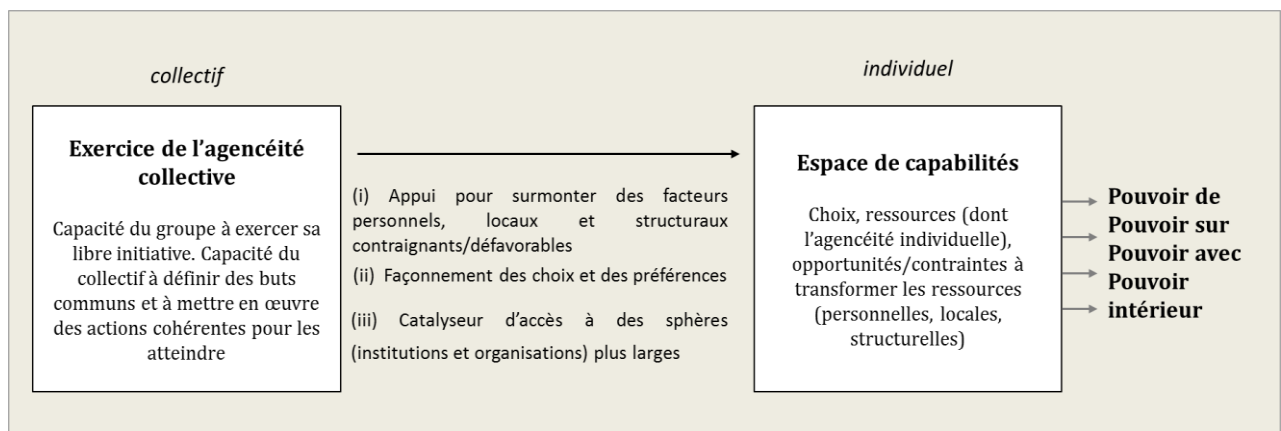 collectif
individuel
Exercice de l’agencéité
collective
Capacité du groupe à exercer sa
libre initiative. Capacité du
collectif à définir des buts
communs et à mettre en œuvre
des actions cohérentes pour les
atteindre
(i) Appui pour surmonter des facteurs
personnels, locaux et structuraux
contraignants/défavorables
(ii) Façonnement des choix et des préférences
(iii) Catalyseur d’accès à des sphères
(institutions et organisations) plus larges
Espace de capabilités
Choix, ressources (dont
l’agencéité individuelle),
opportunités/contraintes à
transformer les ressources
(personnelles, locales,
structurelles)
Pouvoir de
Pouvoir sur
Pouvoir avec
Pouvoir
intérieur